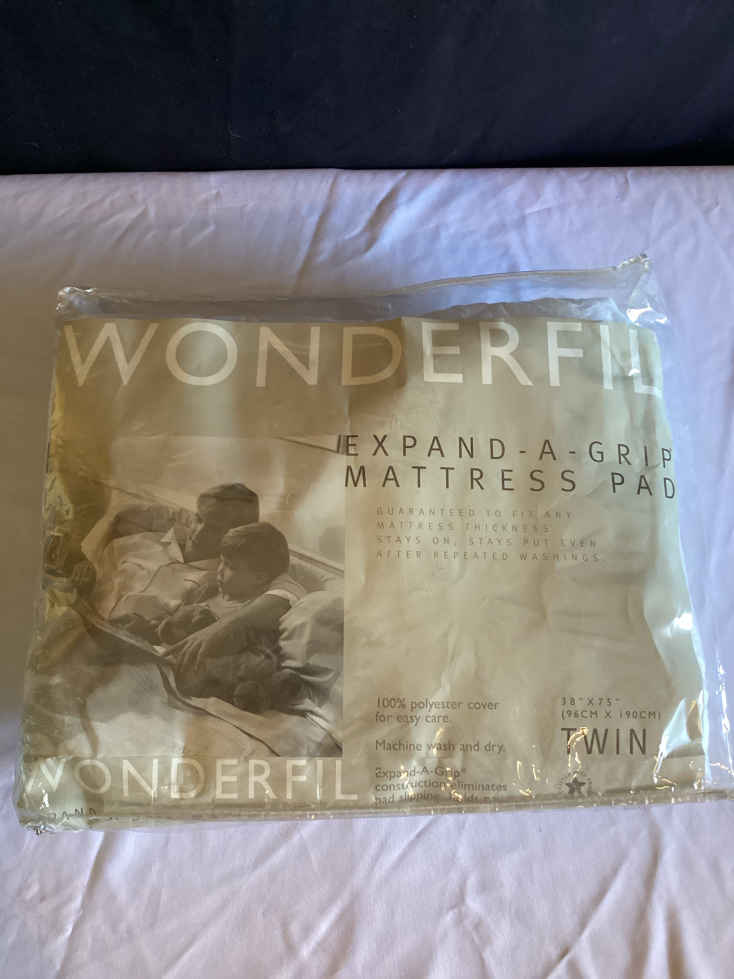 WONDERFIL
EXPAND-A-GRIP
MATTRESS PAD
GUARANTEED TO FIT ANY
MATTRESS THICKNESS
STAYS ON, STAYS PUT EVEN
AFTER REPEATED WASHINGS.
100% polyester cover
for easy care.
Machine wash and dry.
Expand-A-Grip®
construction eliminates
pad slipping
38"X75"
(96CM X 190CM)
TWIN
WONDERFIL